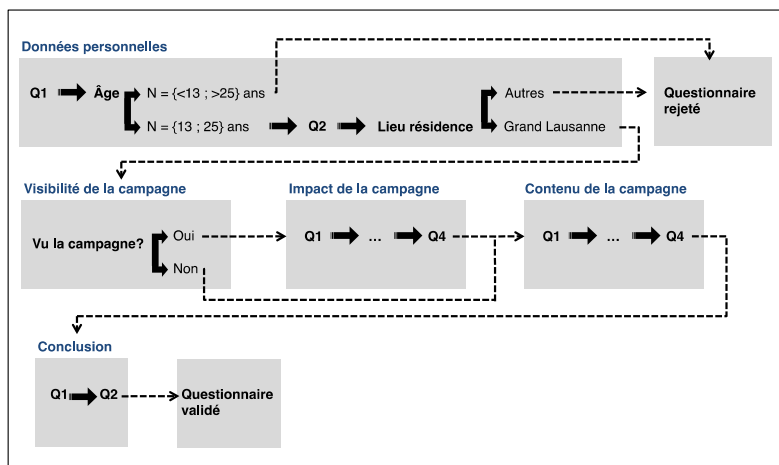 Données personnelles
Q1 Âge N = {<13 ; >25} ans
N = {13 ; 25} ans Q2 Lieu résidence
Autres
Grand Lausanne
Questionnaire
rejeté
Visibilité de la campagne
Vu la campagne?
Oui
Non
Impact de la campagne
Q1 ... Q4
Contenu de la campagne
Q1 ... Q4
Conclusion
Q1 Q2
Questionnaire
validé